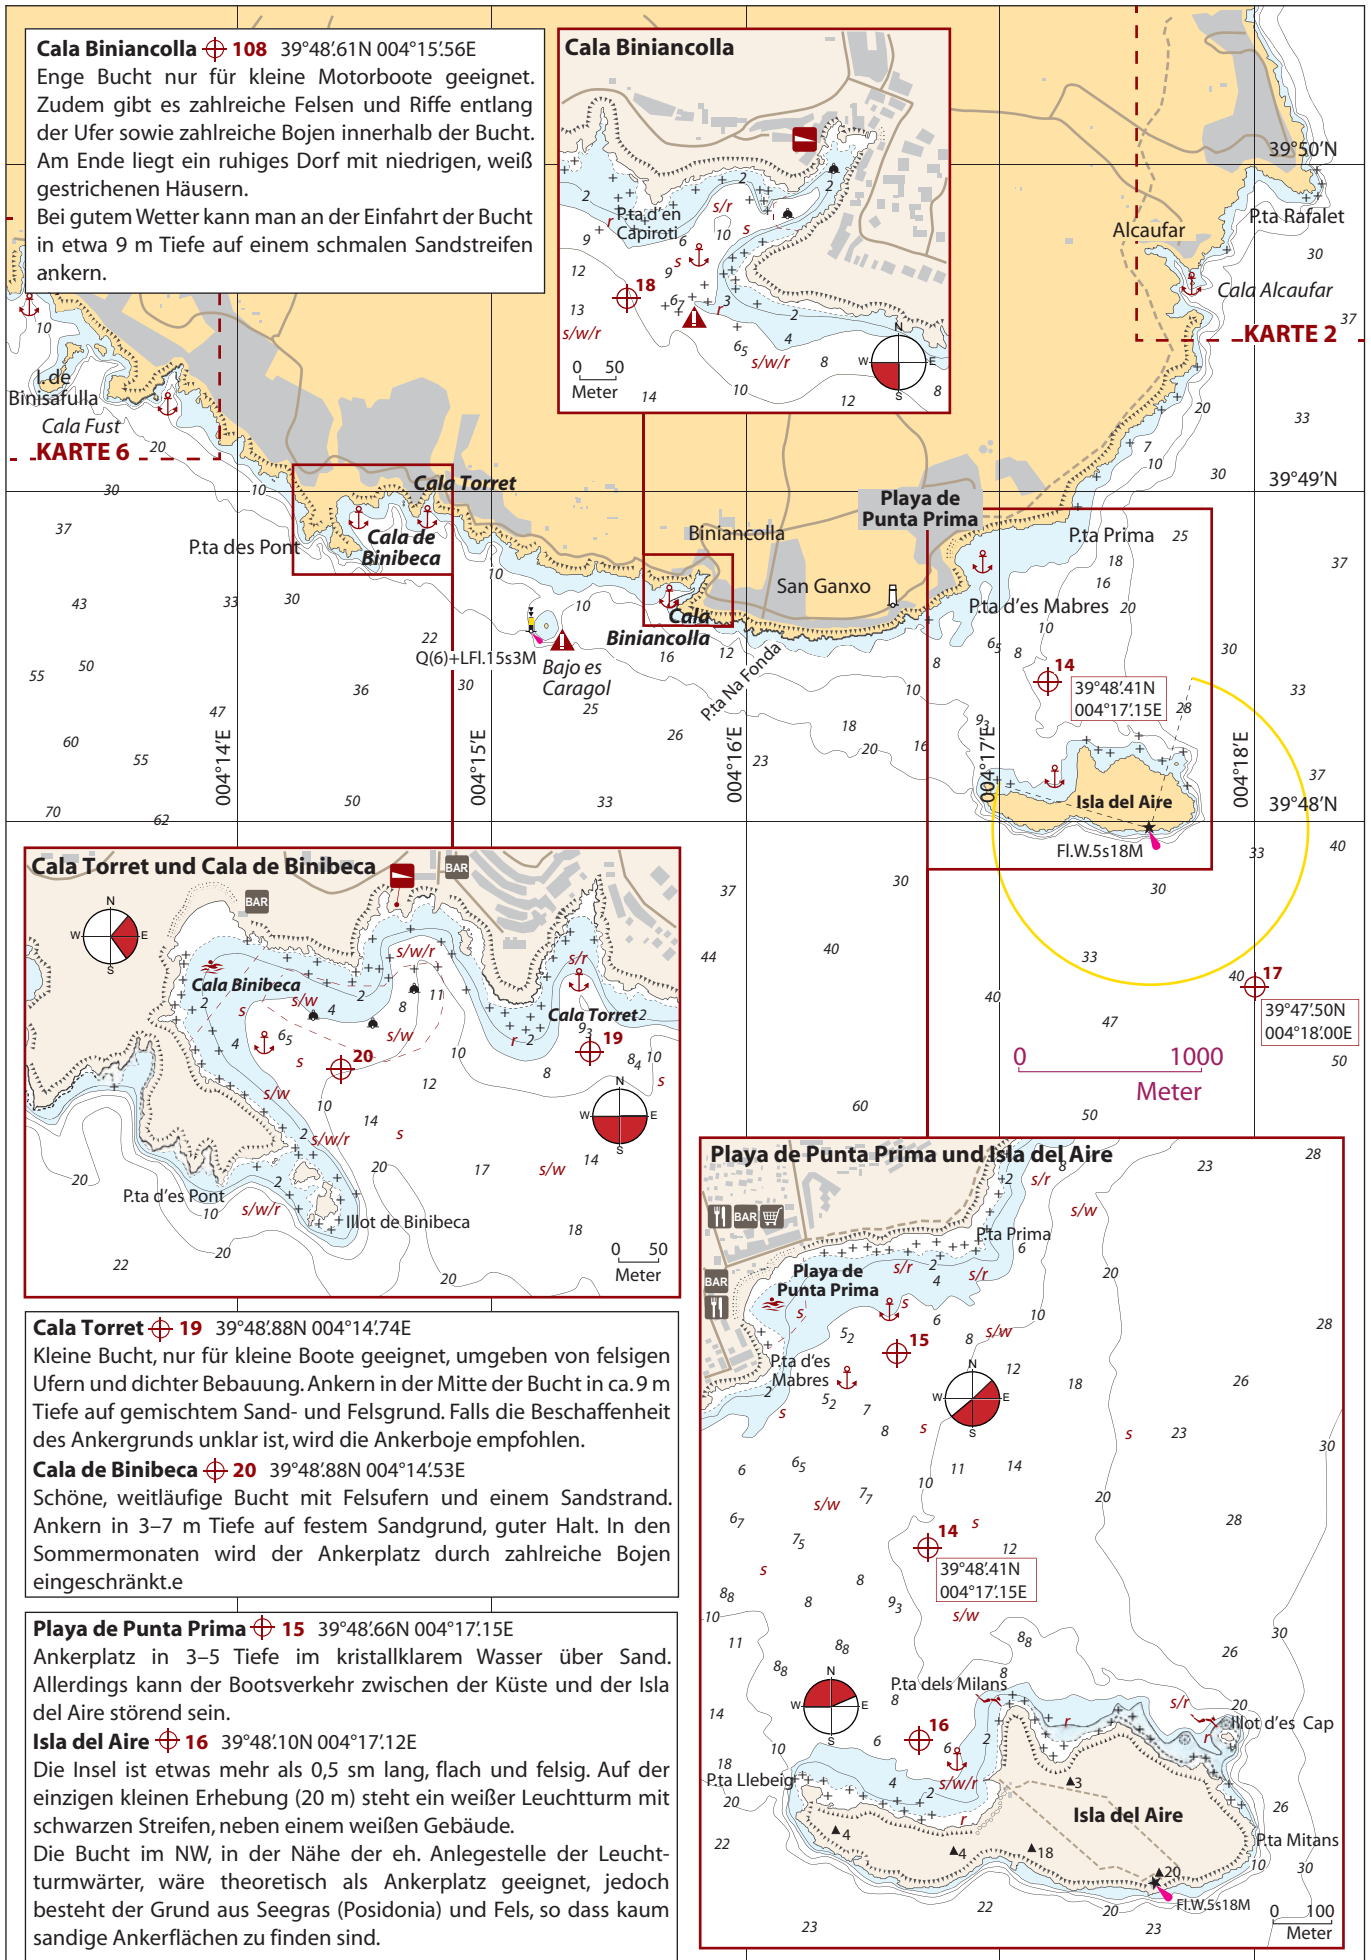 Cala Biniancolla 108 39°48'.61N 004°15'.56E
Enge Bucht nur für kleine Motorboote geeignet.
Zudem gibt es zahlreiche Felsen und Riffe entlang
der Ufer sowie zahlreiche Bojen innerhalb der Bucht.
Am Ende liegt ein ruhiges Dorf mit niedrigen, weiß
gestrichenen Häusern.
Bei gutem Wetter kann man an der Einfahrt der Bucht
in etwa 9 m Tiefe auf einem schmalen Sandstreifen
ankern.
Cala Biniancolla
P.ta d'en
Capiroti
18
s/r
s/w/r
s/w/r
0 50
Meter
39°50'N
P.ta Rafalet
Alcaufar
Cala Alcaufar
KARTE 2
I. de
Binisafulla
Cala Fust
KARTE 6
39°49'N
Cala Torret
Cala de
Binibeca
P.ta des Pont
Biniancolla
Playa de
Punta Prima
P.ta Prima
San Ganxo
P.ta d'es Mabres
Cala
Biniancolla
Q(6)+LFl.15s3M
Bajo es
Caragol
P.ta Na Fonda
14
39°48'.41N
004°17'.15E
004°14'E
004°15'E
004°16'E
004°17'E
004°18'E
39°48'N
Isla del Aire
Fl.W.5s18M
17
39°47'.50N
004°18'.00E
0 1000
Meter
Cala Torret und Cala de Binibeca
BAR
BAR
Cala Binibeca
Cala Torret
19
20
s/w/r
s/r
s/w
s/w
s/w
s/w/r
s/w
s/w/r
P.ta d'es Pont
Illot de Binibeca
0 50
Meter
Cala Torret 19 39°48'.88N 004°14'.74E
Kleine Bucht, nur für kleine Boote geeignet, umgeben von felsigen
Ufern und dichter Bebauung. Ankern in der Mitte der Bucht in ca. 9 m
Tiefe auf gemischtem Sand- und Felsgrund. Falls die Beschaffenheit
des Ankergrunds unklar ist, wird die Ankerboje empfohlen.
Cala de Binibeca 20 39°48'.88N 004°14'.53E
Schöne, weitläufige Bucht mit Felsufern und einem Sandstrand.
Ankern in 3–7 m Tiefe auf festem Sandgrund, guter Halt. In den
Sommermonaten wird der Ankerplatz durch zahlreiche Bojen
eingeschränkt.e
Playa de Punta Prima 15 39°48'.66N 004°17'.15E
Ankerplatz in 3–5 Tiefe im kristallklarem Wasser über Sand.
Allerdings kann der Bootsverkehr zwischen der Küste und der Isla
del Aire störend sein.
Isla del Aire 16 39°48'.10N 004°17'.12E
Die Insel ist etwas mehr als 0,5 sm lang, flach und felsig. Auf der
einzigen kleinen Erhebung (20 m) steht ein weißer Leuchtturm mit
schwarzen Streifen, neben einem weißen Gebäude.
Die Bucht im NW, in der Nähe der eh. Anlegestelle der Leucht-
turmwärter, wäre theoretisch als Ankerplatz geeignet, jedoch
besteht der Grund aus Seegras (Posidonia) und Fels, so dass kaum
sandige Ankerflächen zu finden sind.
Playa de Punta Prima und Isla del Aire
BAR
BAR
P.ta Prima
Playa de
Punta Prima
15
P.ta d'es
Mabres
s/r
s/w
s/r
s/r
s/w
s/w
14
39°48'.41N
004°17'.15E
s/w
P.ta dels Milans
16
s/r
Illot d'es Cap
P.ta Llebeig
s/w/r
Isla del Aire
P.ta Mitans
Fl.W.5s18M
0 100
Meter